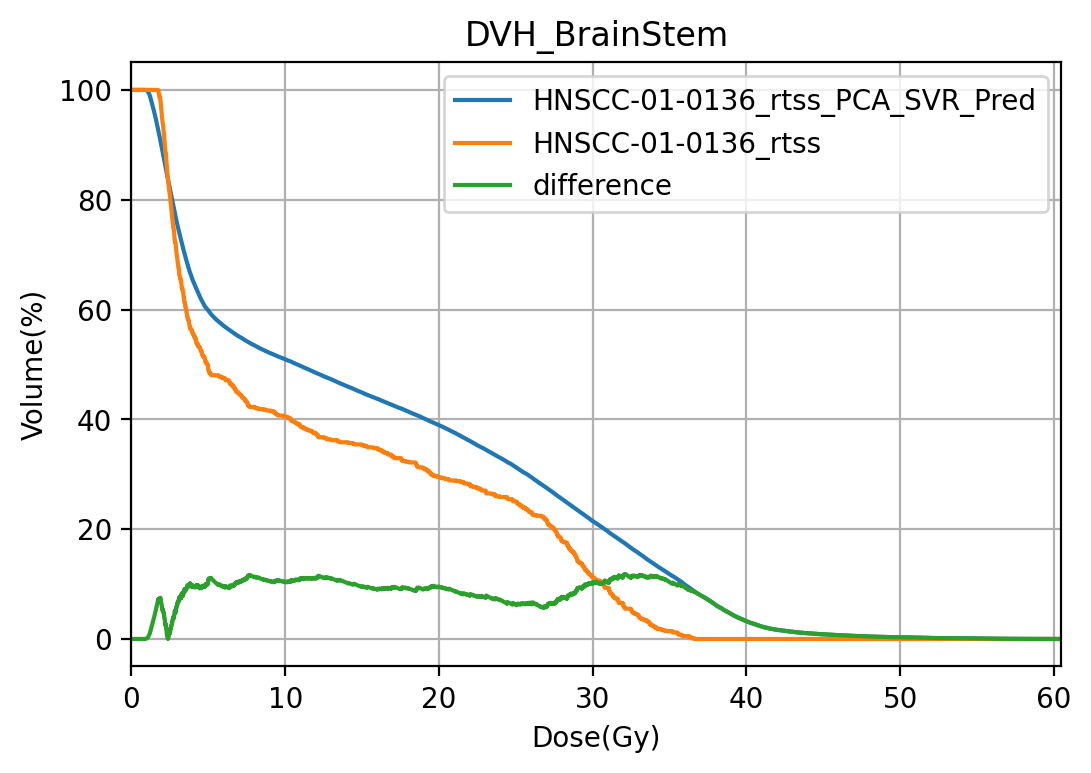 DVH_BrainStem
HNSCC-01-0136_rtss_PCA_SVR_Pred
HNSCC-01-0136_rtss
difference
Volume(%)
100
80
60
40
20
0
0 10 20 30 40 50 60
Dose(Gy)